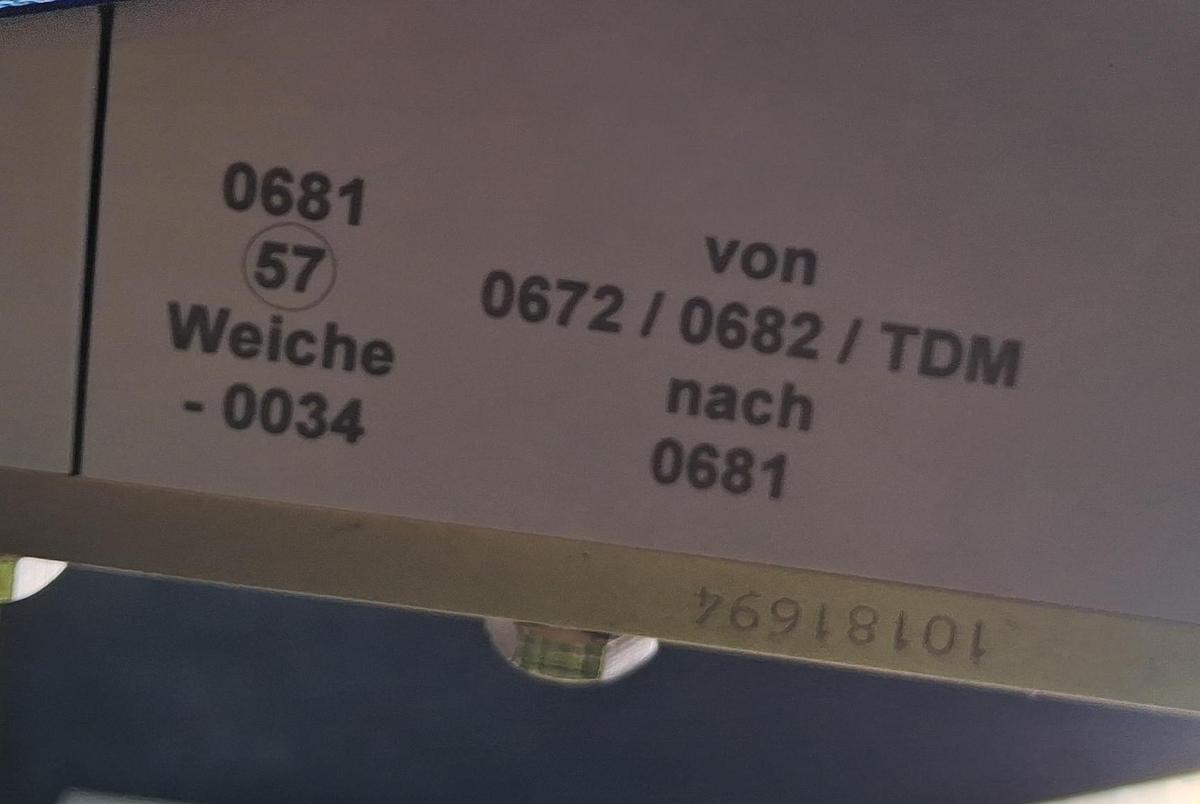 0681
57
Weiche
- 0034
von
0672 / 0682 / TDM
nach
0681
10181694